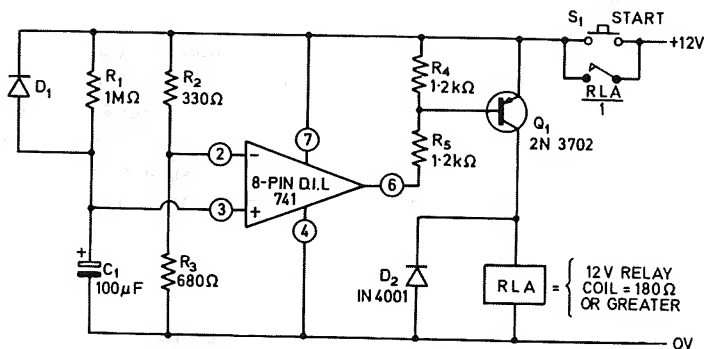 S1 START
+12V
RLA
1
D1
R1
1MΩ
R2
330Ω
R4
1·2kΩ
Q1
2N 3702
R5
1·2kΩ
7
2
−
8-PIN D.I.L
741
6
3
+
4
+
C1
100μF
R3
680Ω
D2
IN 4001
RLA
=
12V RELAY
COIL = 180Ω
OR GREATER
0V